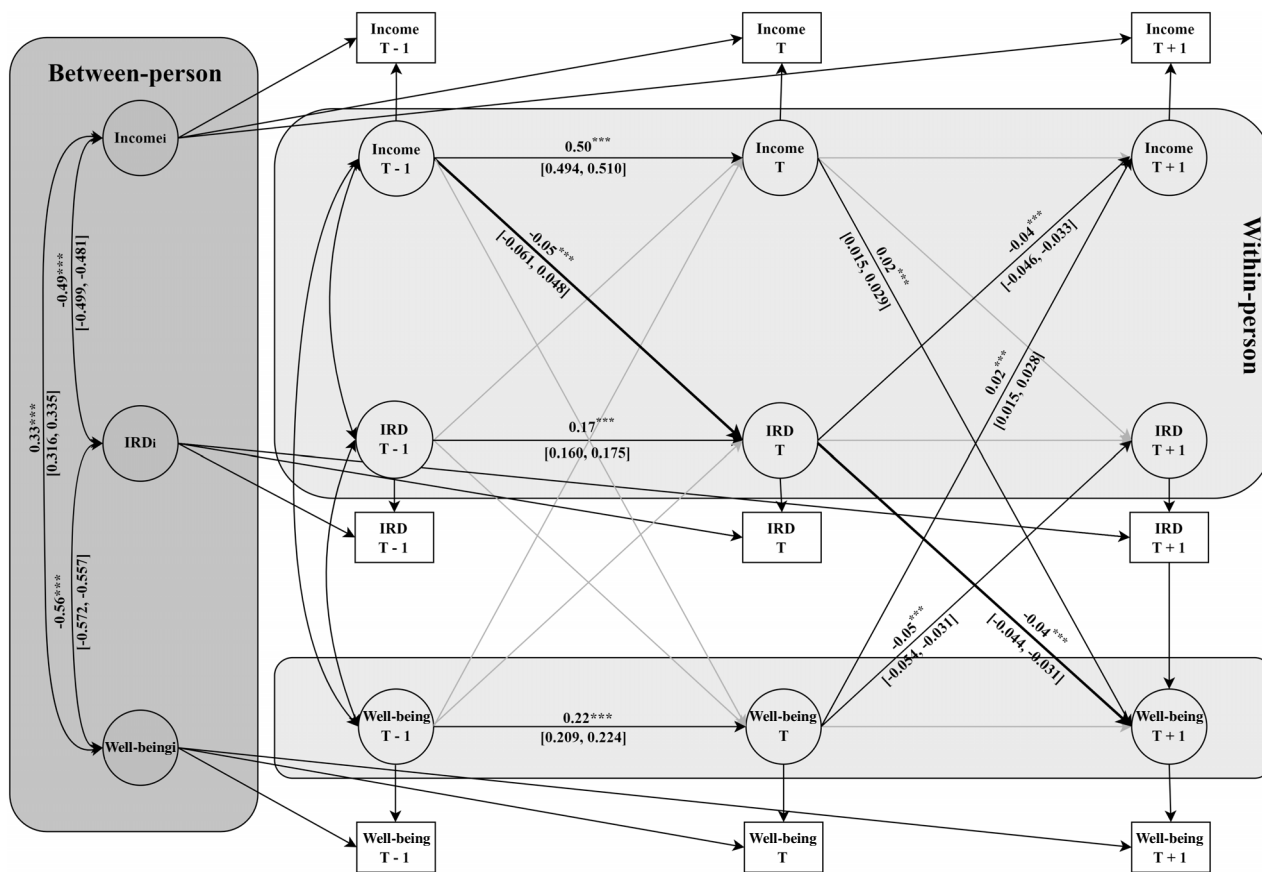 Income
T - 1
Income
T
Income
T + 1
Between-person
Incomei
Income
T - 1
0.50***
[0.494, 0.510]
Income
T
Income
T + 1
-0.49***
[-0.499, -0.481]
-0.05***
[-0.061, 0.048]
0.02***
[0.015, 0.029]
-0.04***
[-0.046, -0.033]
Within-person
0.33***
[0.316, 0.335]
0.02***
[0.015, 0.028]
IRDi
IRD
T - 1
0.17***
[0.160, 0.175]
IRD
T
IRD
T + 1
IRD
T - 1
IRD
T
IRD
T + 1
-0.56***
[-0.572, -0.557]
-0.05***
[-0.054, -0.031]
-0.04***
[-0.044, -0.031]
Well-beingi
Well-being
T - 1
0.22***
[0.209, 0.224]
Well-being
T
Well-being
T + 1
Well-being
T - 1
Well-being
T
Well-being
T + 1